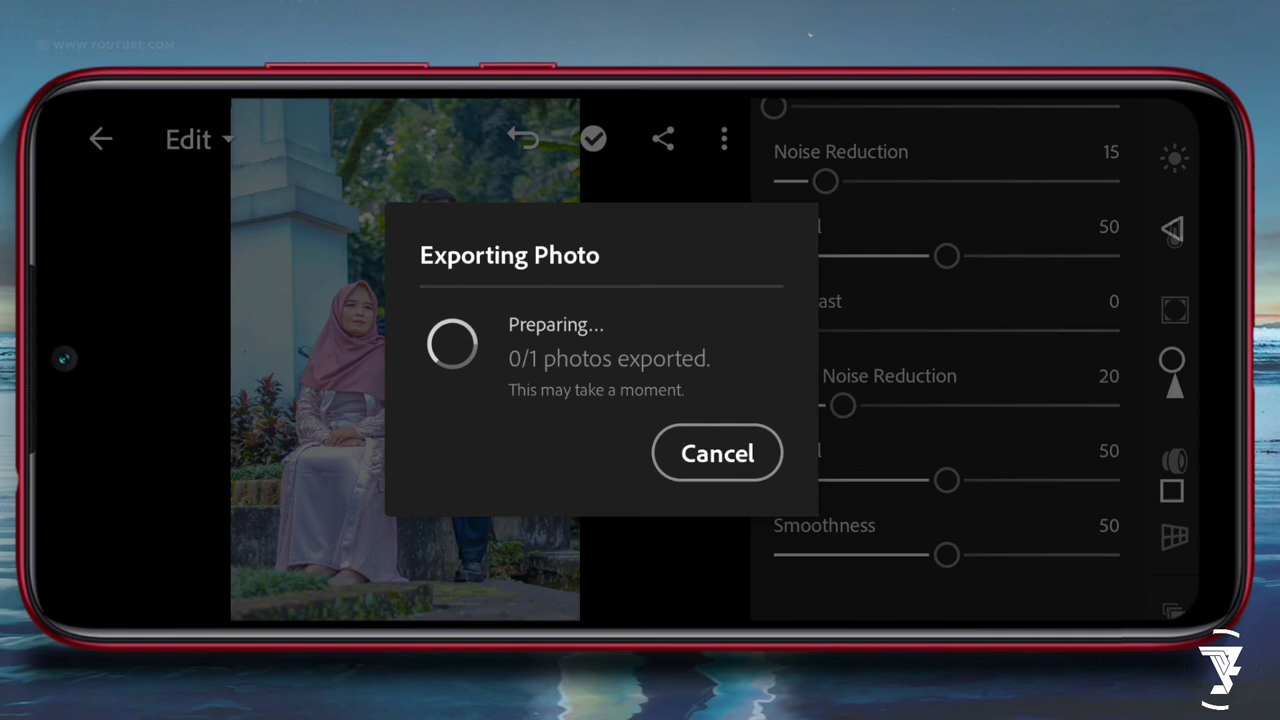 WWW.YOUTUBE.COM
Edit
Noise Reduction 15
l 50
Exporting Photo
ast 0
Preparing...
0/1 photos exported.
Noise Reduction 20
This may take a moment.
Cancel
l 50
Smoothness 50